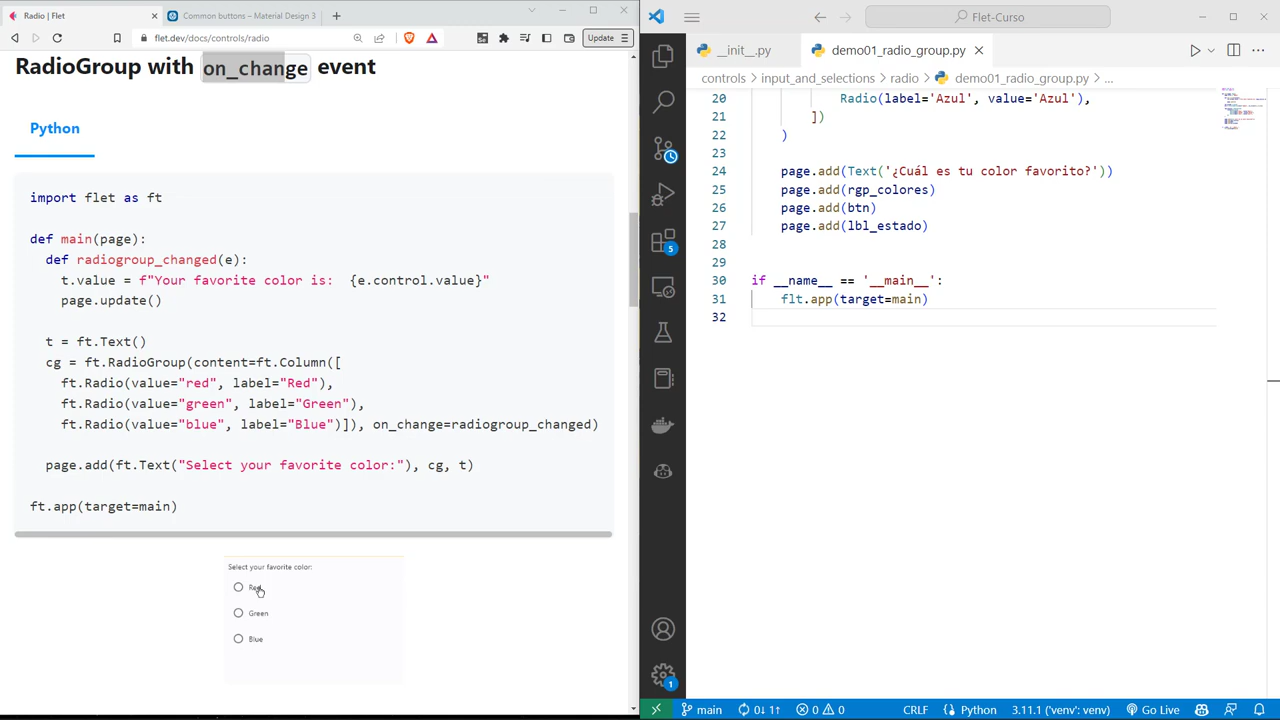 Radio | Flet
Common buttons – Material Design 3
flet.dev/docs/controls/radio
Update
RadioGroup with on_change event
Python
import flet as ft
def main(page):
def radiogroup_changed(e):
t.value = f"Your favorite color is:  {e.control.value}"
page.update()
t = ft.Text()
cg = ft.RadioGroup(content=ft.Column([
ft.Radio(value="red", label="Red"),
ft.Radio(value="green", label="Green"),
ft.Radio(value="blue", label="Blue")]), on_change=radiogroup_changed)
page.add(ft.Text("Select your favorite color:"), cg, t)
ft.app(target=main)
Select your favorite color:
Red
Green
Blue
Flet-Curso
__init__.py
demo01_radio_group.py
controls > input_and_selections > radio > demo01_radio_group.py > ...
20 Radio(label='Azul', value='Azul'),
21 ])
22 )
23
24 page.add(Text('¿Cuál es tu color favorito?'))
25 page.add(rgp_colores)
26 page.add(btn)
27 page.add(lbl_estado)
28
29
30 if __name__ == '__main__':
31 flt.app(target=main)
32
5
1
main 0↓ 1↑ 0 0 CRLF Python 3.11.1 ('venv': venv) Go Live